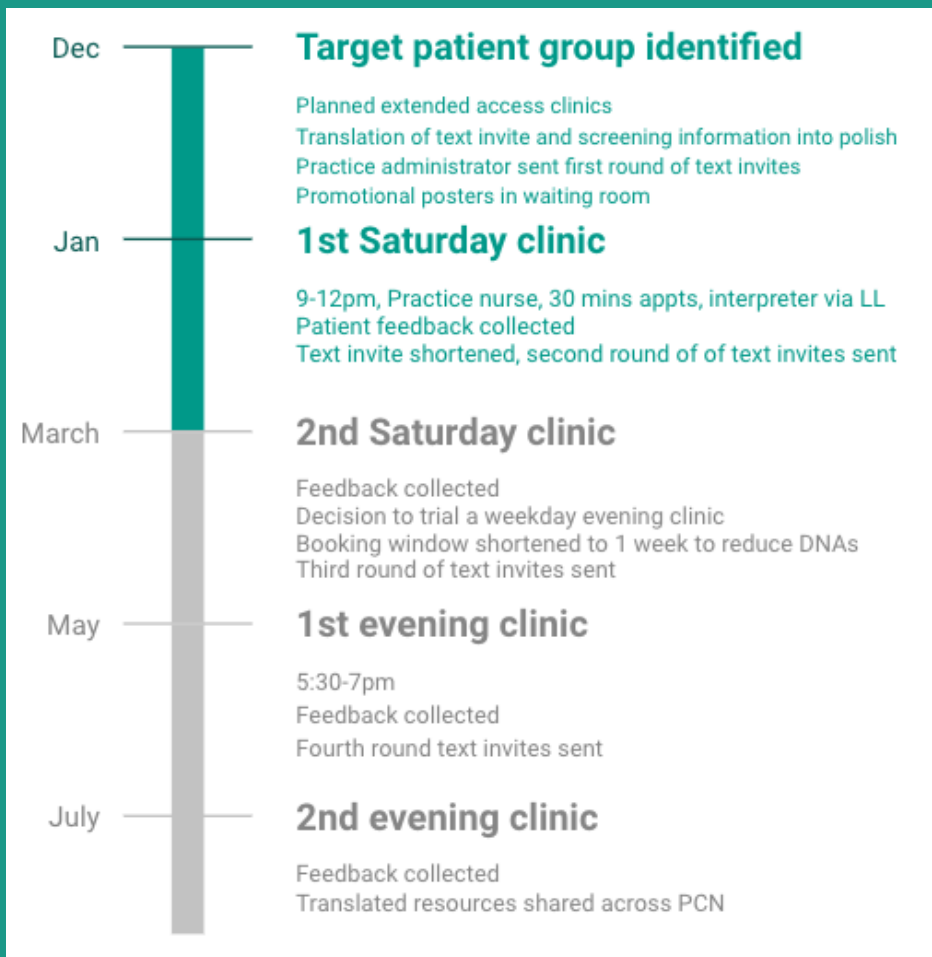 Dec
Target patient group identified
Planned extended access clinics
Translation of text invite and screening information into polish
Practice administrator sent first round of text invites
Promotional posters in waiting room
Jan
1st Saturday clinic
9-12pm, Practice nurse, 30 mins appts, interpreter via LL
Patient feedback collected
Text invite shortened, second round of of text invites sent
March
2nd Saturday clinic
Feedback collected
Decision to trial a weekday evening clinic
Booking window shortened to 1 week to reduce DNAs
Third round of text invites sent
May
1st evening clinic
5:30-7pm
Feedback collected
Fourth round text invites sent
July
2nd evening clinic
Feedback collected
Translated resources shared across PCN